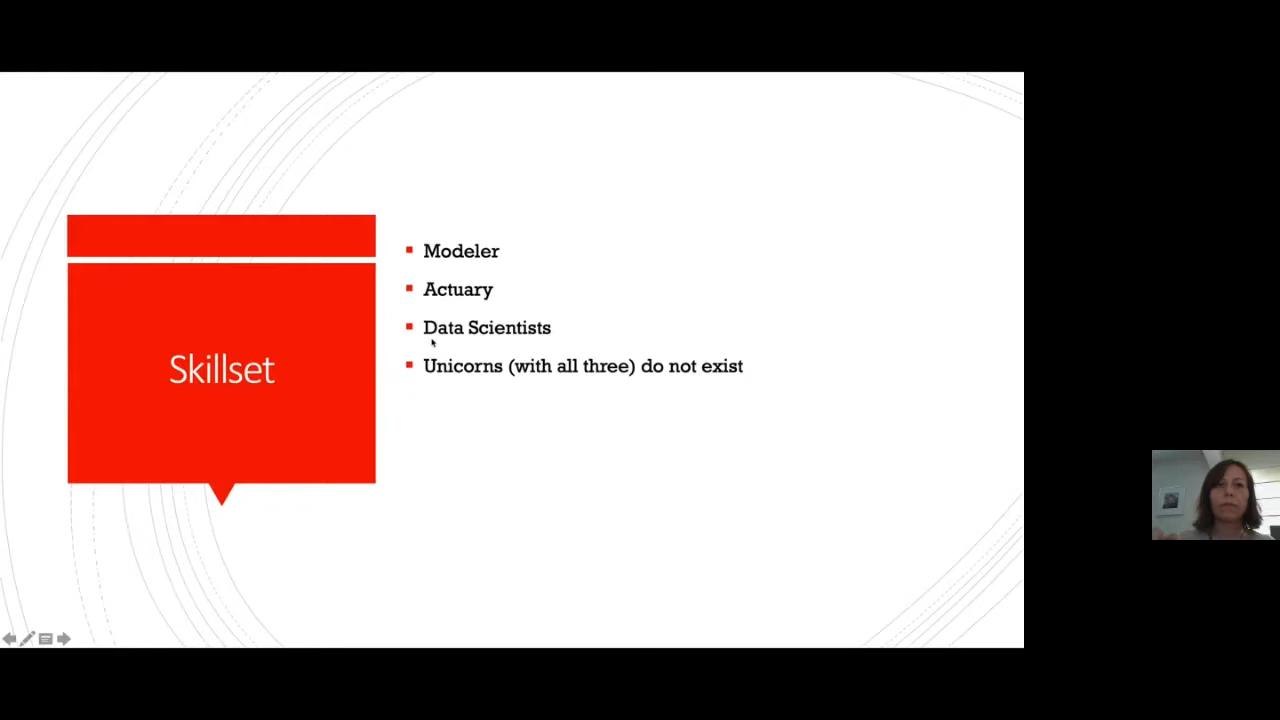 Skillset
Modeler
Actuary
Data Scientists
Unicorns (with all three) do not exist